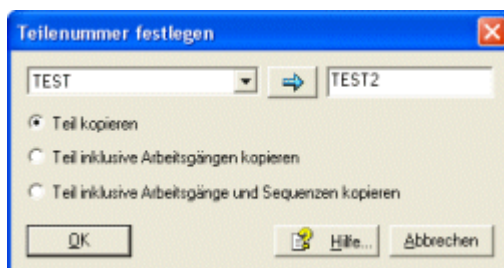 Teilenummer festlegen
TEST TEST2
Teil kopieren
Teil inklusive Arbeitsgängen kopieren
Teil inklusive Arbeitsgänge und Sequenzen kopieren
OK Hilfe... Abbrechen